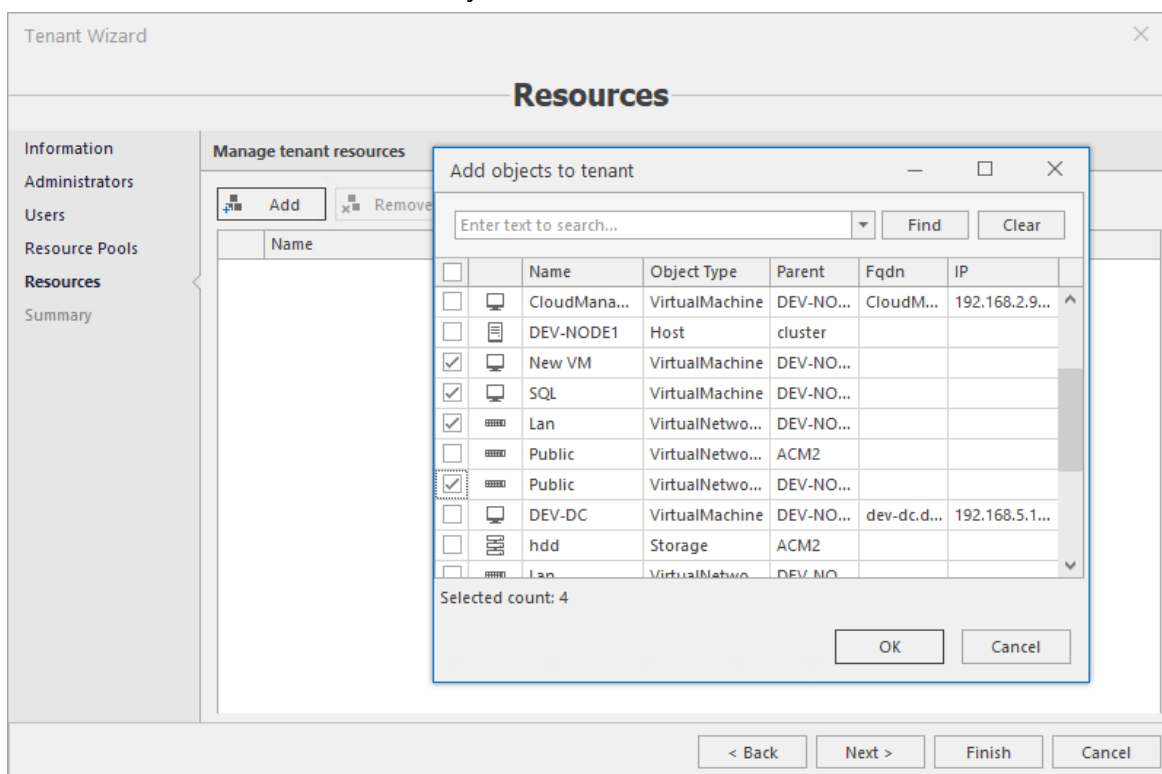 Tenant Wizard
Resources
Information
Administrators
Users
Resource Pools
Resources
Summary
Manage tenant resources
Add Remove
Name
Add objects to tenant
Enter text to search... Find Clear
Name Object Type Parent Fqdn IP
CloudMana... VirtualMachine DEV-NO... CloudM... 192.168.2.9...
DEV-NODE1 Host cluster
New VM VirtualMachine DEV-NO...
SQL VirtualMachine DEV-NO...
Lan VirtualNetwo... DEV-NO...
Public VirtualNetwo... ACM2
Public VirtualNetwo... DEV-NO...
DEV-DC VirtualMachine DEV-NO... dev-dc.d... 192.168.5.1...
hdd Storage ACM2
Lan VirtualNetwo... DEV-NO...
Selected count: 4
OK Cancel
< Back Next > Finish Cancel